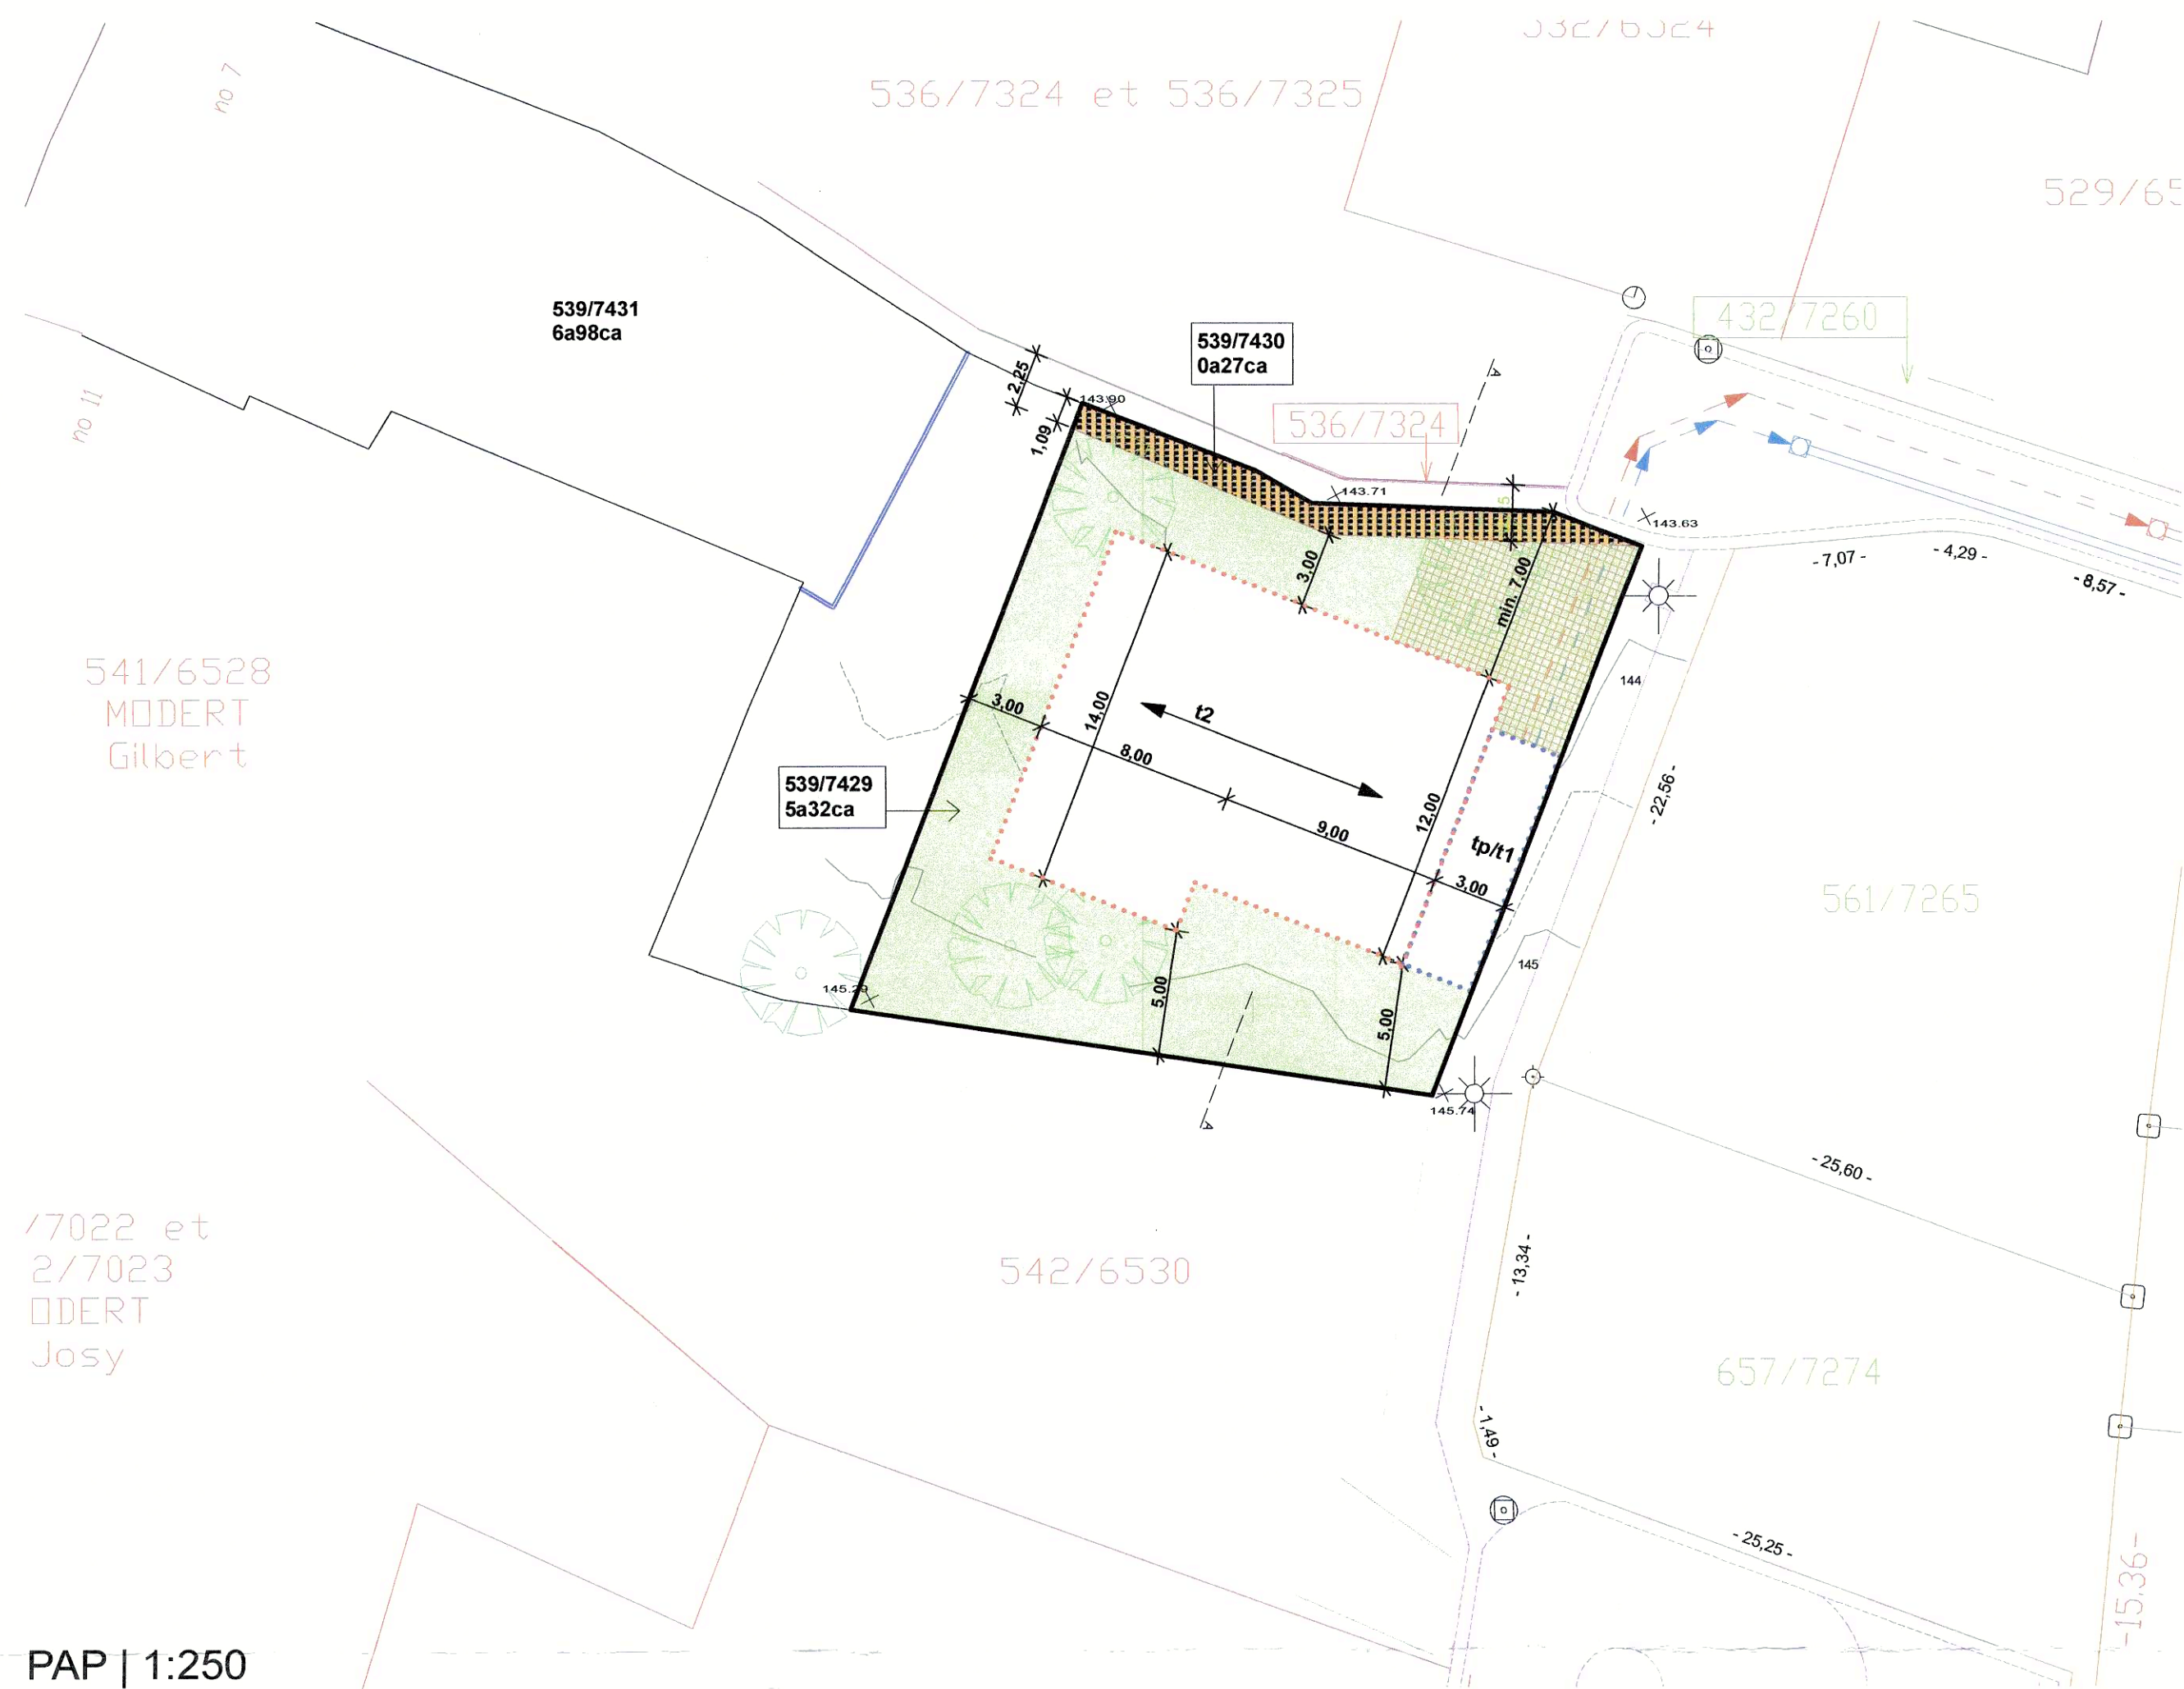 no 7
536/7324 et 536/7325
532/6524
529/65
539/7431
6a98ca
432/7260
539/7430
0a27ca
2,25
1,09
143.90
536/7324
no 11
143.71
143.63
- 7,07 -
- 4,29 -
- 8,57 -
3,00
min. 7,00
541/6528
MODERT
Gilbert
144
3,00
14,00
t2
8,00
539/7429
5a32ca
12,00
9,00
tp/t1
3,00
- 22,56 -
561/7265
145.29
5,00
5,00
145
145.74
A
A
- 25,60 -
/7022 et
2/7023
ODERT
Josy
542/6530
- 13,34 -
657/7274
- 1,49 -
- 25,25 -
-15,36-
PAP | 1:250